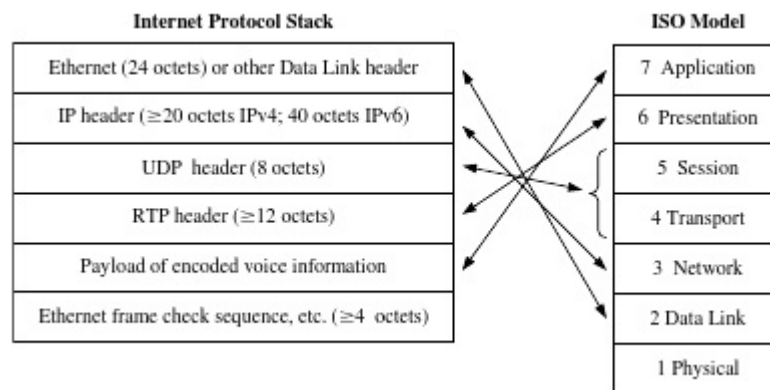 Internet Protocol Stack
Ethernet (24 octets) or other Data Link header
IP header (≥20 octets IPv4; 40 octets IPv6)
UDP header (8 octets)
RTP header (≥12 octets)
Payload of encoded voice information
Ethernet frame check sequence, etc. (≥4 octets)
ISO Model
7 Application
6 Presentation
5 Session
4 Transport
3 Network
2 Data Link
1 Physical